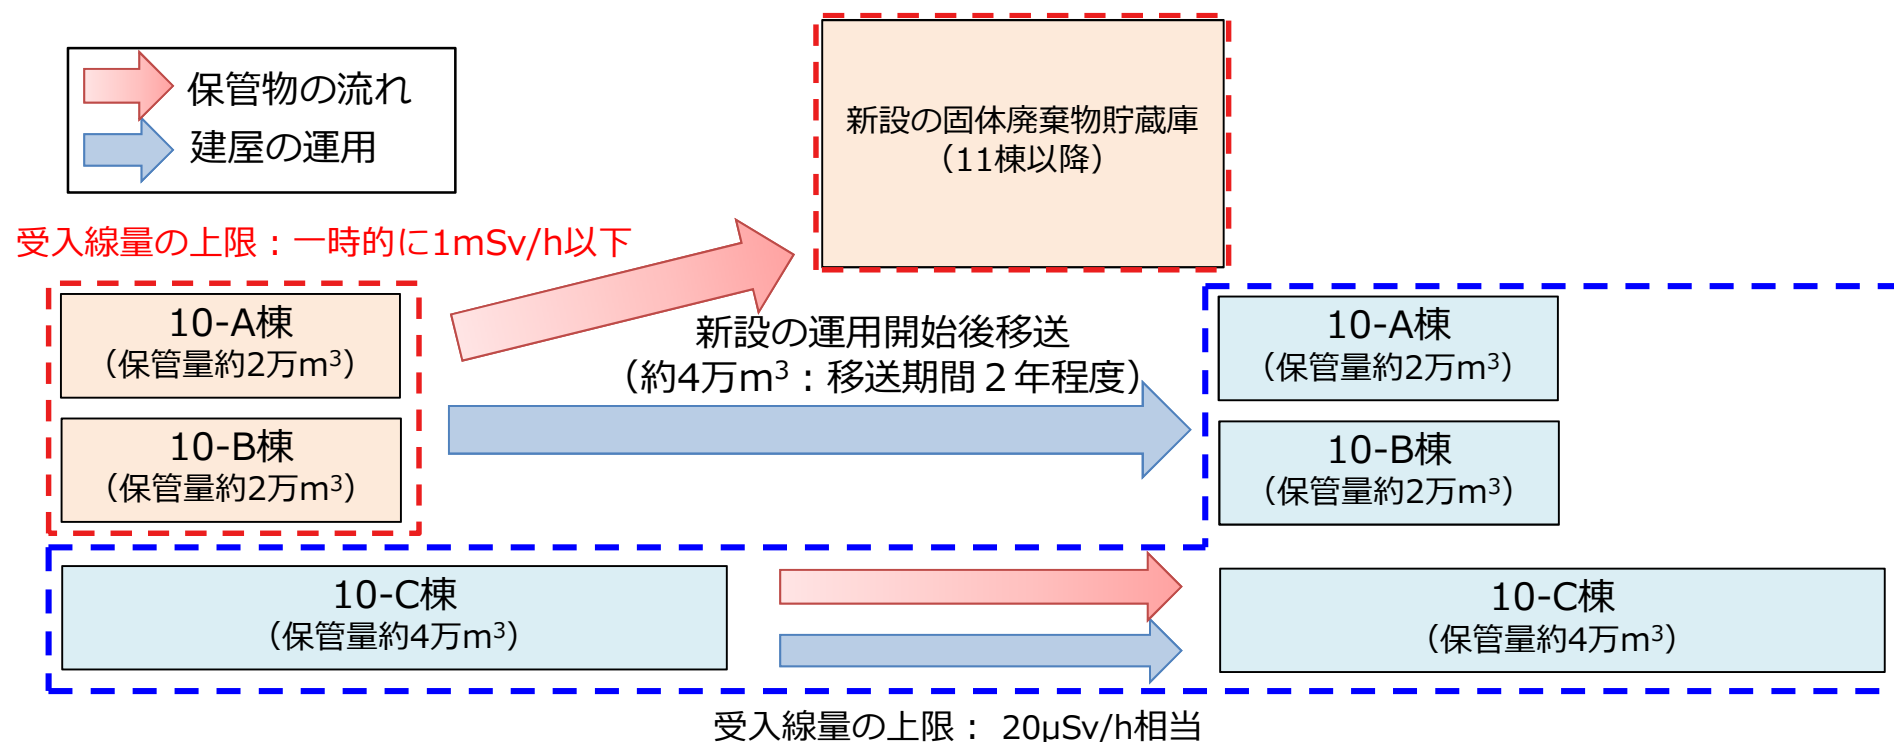 保管物の流れ
建屋の運用
新設の固体廃棄物貯蔵庫
（11棟以降）
受入線量の上限：一時的に1mSv/h以下
10-A棟
（保管量約2万m³）
10-B棟
（保管量約2万m³）
新設の運用開始後移送
（約4万m³：移送期間２年程度）
10-A棟
（保管量約2万m³）
10-B棟
（保管量約2万m³）
10-C棟
（保管量約4万m³）
10-C棟
（保管量約4万m³）
受入線量の上限： 20μSv/h相当